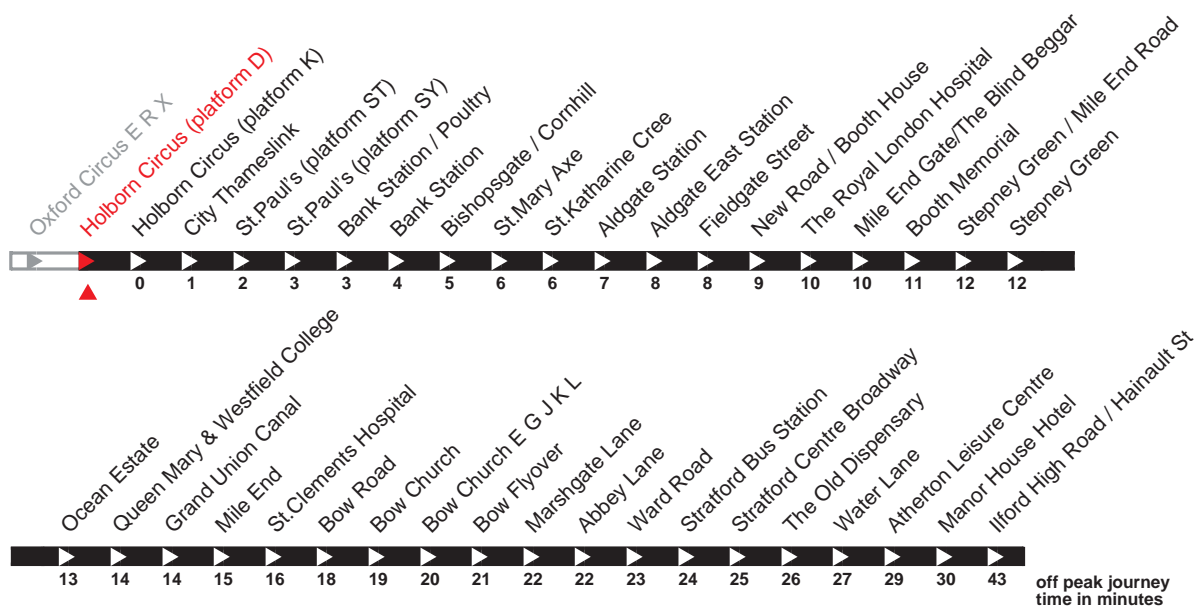 Oxford Circus E R X
Holborn Circus (platform D)
Holborn Circus (platform K)
City Thameslink
St.Paul's (platform ST)
St.Paul's (platform SY)
Bank Station / Poultry
Bank Station
Bishopsgate / Cornhill
St.Mary Axe
St.Katharine Cree
Aldgate Station
Aldgate East Station
Fieldgate Street
New Road / Booth House
The Royal London Hospital
Mile End Gate/The Blind Beggar
Booth Memorial
Stepney Green / Mile End Road
Stepney Green
0 1 2 3 3 4 5 6 6 7 8 8 9 10 10 11 12 12
Ocean Estate
Queen Mary & Westfield College
Grand Union Canal
Mile End
St.Clements Hospital
Bow Road
Bow Church
Bow Church E G J K L
Bow Flyover
Marshgate Lane
Abbey Lane
Ward Road
Stratford Bus Station
Stratford Centre Broadway
The Old Dispensary
Water Lane
Atherton Leisure Centre
Manor House Hotel
Ilford High Road / Hainault St
13 14 14 15 16 18 19 20 21 22 22 23 24 25 26 27 29 30 43
off peak journey
time in minutes